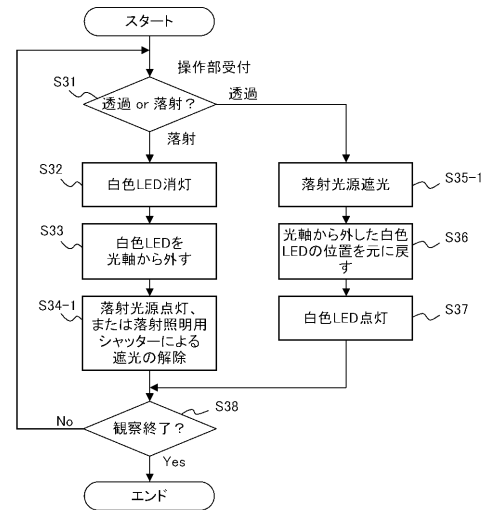 スタート
操作部受付
S31
透過 or 落射？
透過
落射
S32
白色LED消灯
S33
白色LEDを
光軸から外す
S34-1
落射光源点灯、
または落射照明用
シャッターによる
遮光の解除
落射光源遮光
S35-1
光軸から外した白色
LEDの位置を元に戻
す
S36
白色LED点灯
S37
S38
観察終了？
No
Yes
エンド